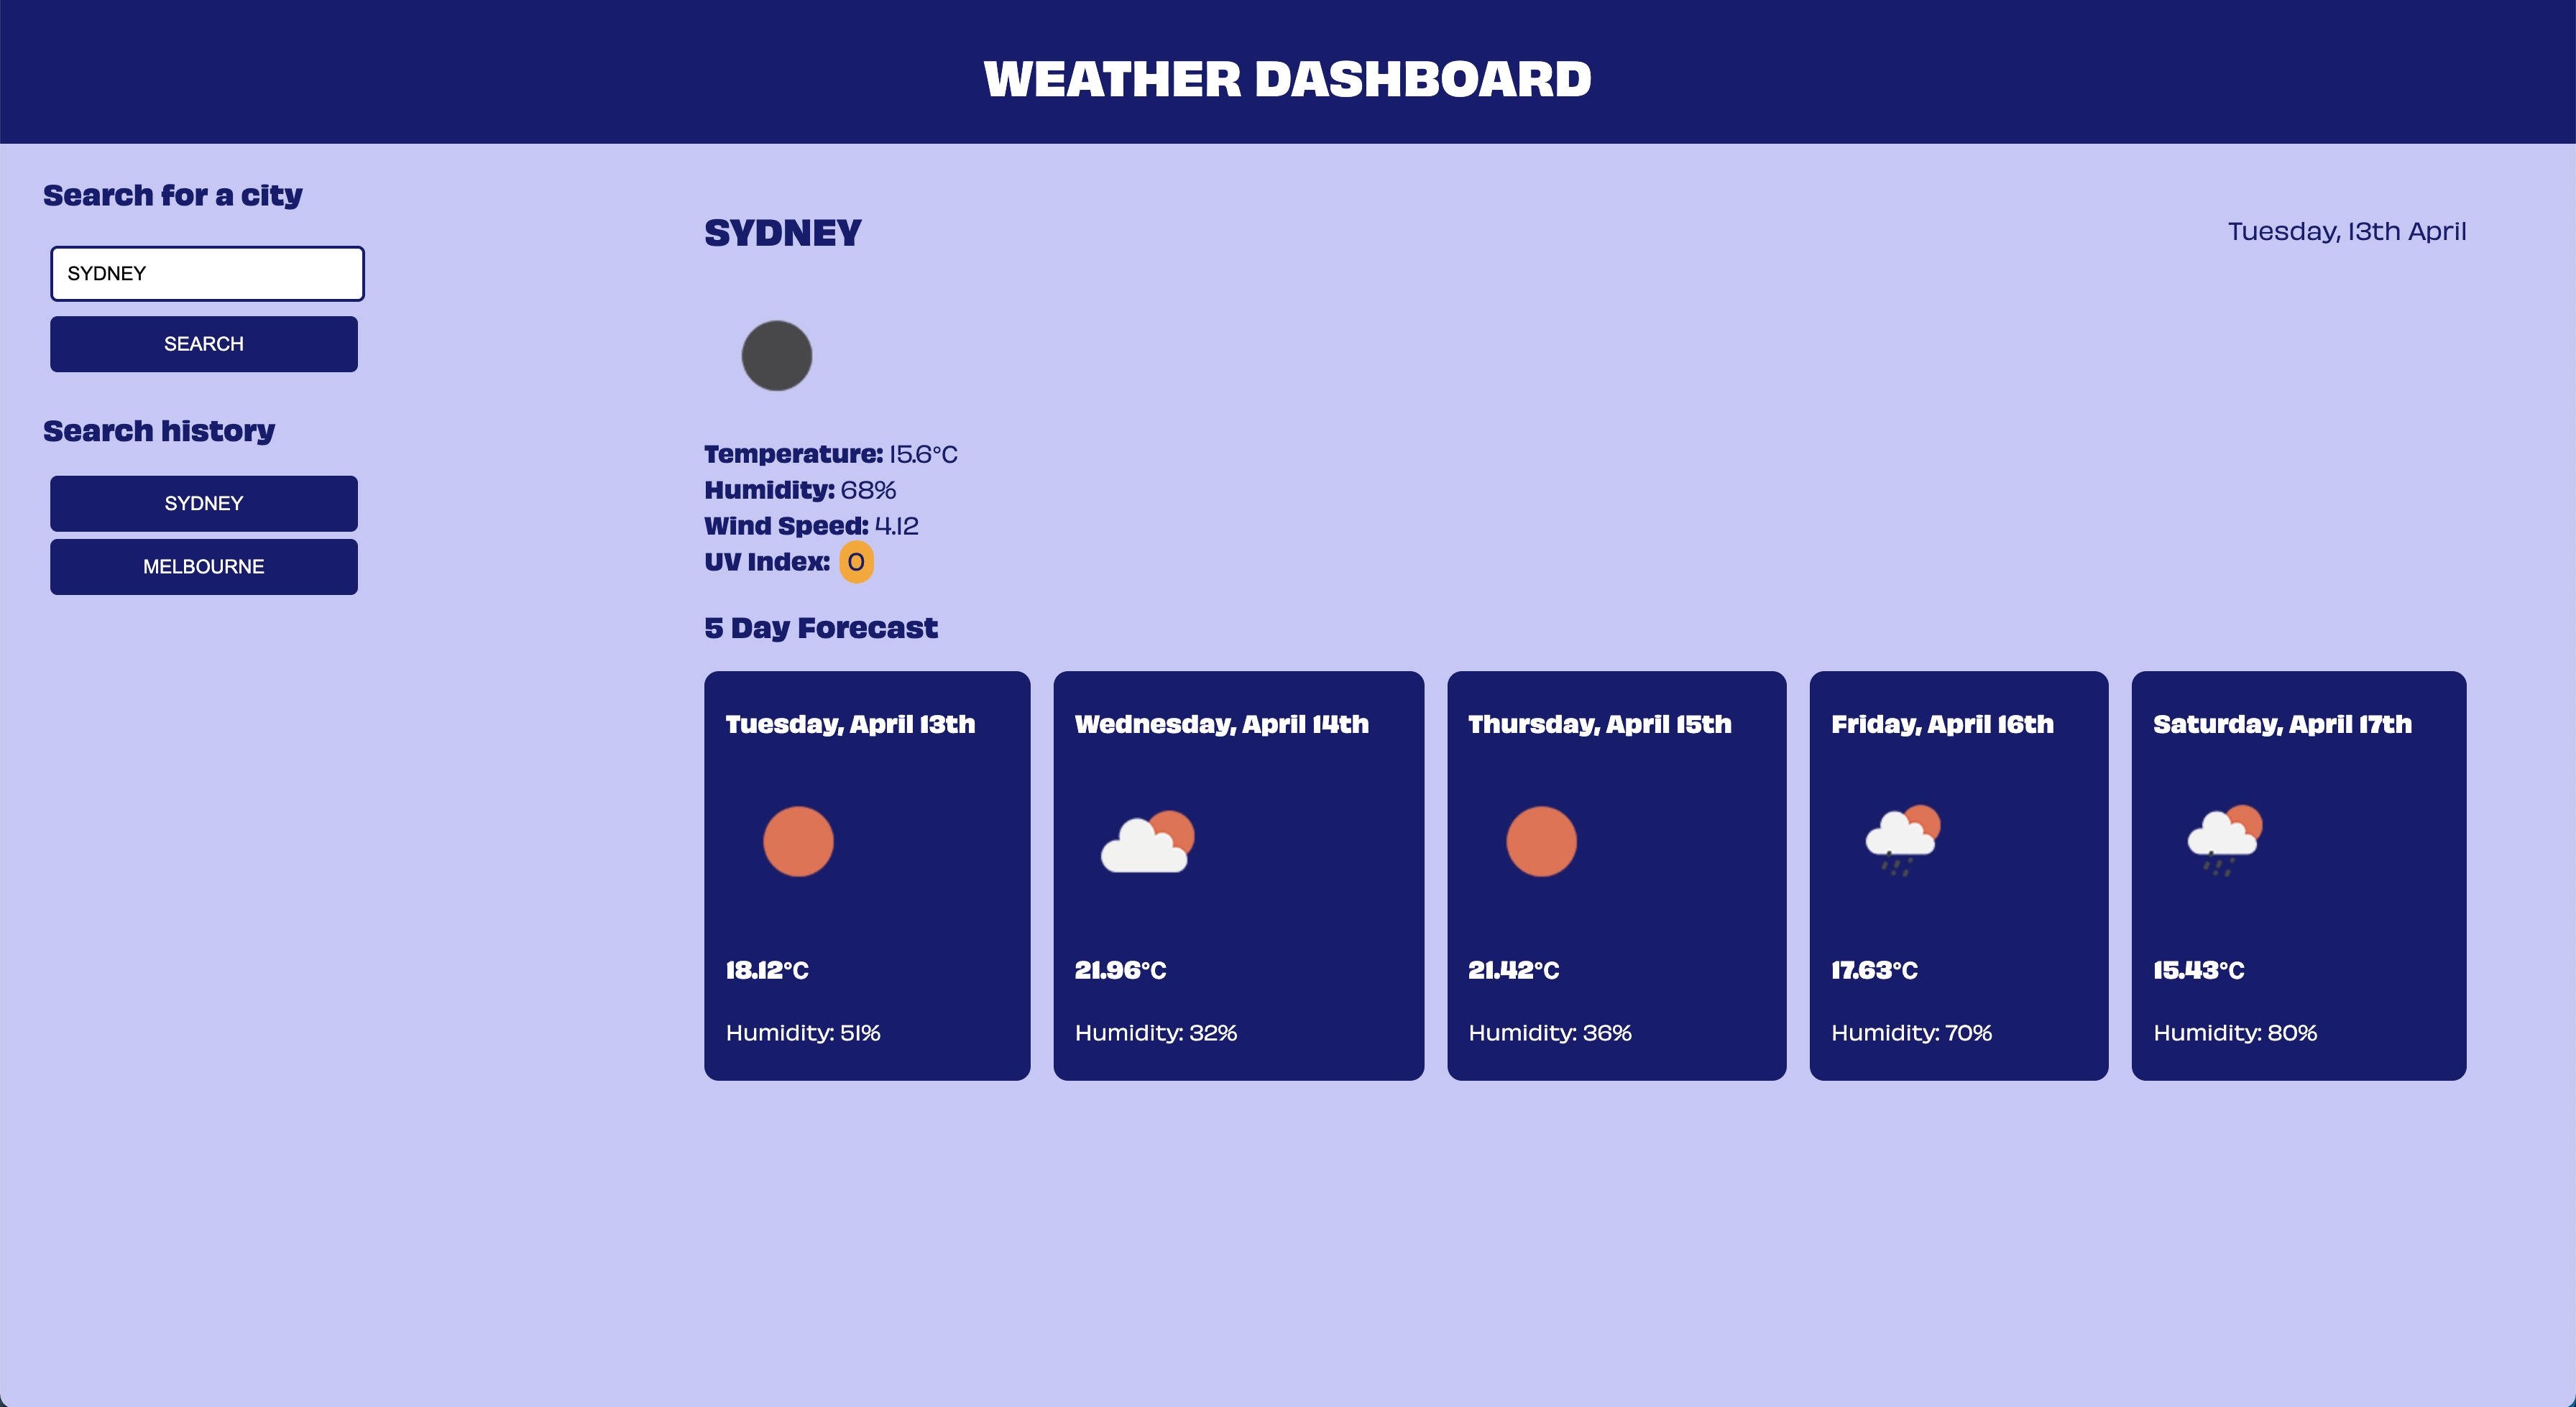 WEATHER DASHBOARD
Search for a city
SYDNEY
SEARCH
Search history
SYDNEY
MELBOURNE
SYDNEY
Tuesday, 13th April
Temperature: 15.6°C
Humidity: 68%
Wind Speed: 4.12
UV Index: 0
5 Day Forecast
Tuesday, April 13th
18.12°C
Humidity: 51%
Wednesday, April 14th
21.96°C
Humidity: 32%
Thursday, April 15th
21.42°C
Humidity: 36%
Friday, April 16th
17.63°C
Humidity: 70%
Saturday, April 17th
15.43°C
Humidity: 80%